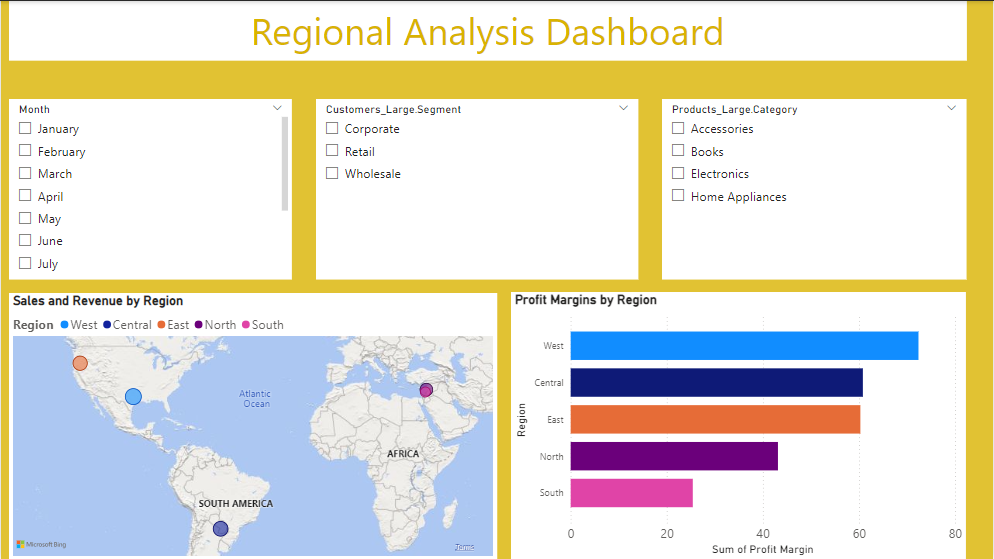 Regional Analysis Dashboard
Month
January
February
March
April
May
June
July
Customers_Large.Segment
Corporate
Retail
Wholesale
Products_Large.Category
Accessories
Books
Electronics
Home Appliances
Sales and Revenue by Region
Region West Central East North South
Atlantic
Ocean
AFRICA
SOUTH AMERICA
Microsoft Bing
Terms
Profit Margins by Region
Region
West
Central
East
North
South
0 20 40 60 80
Sum of Profit Margin